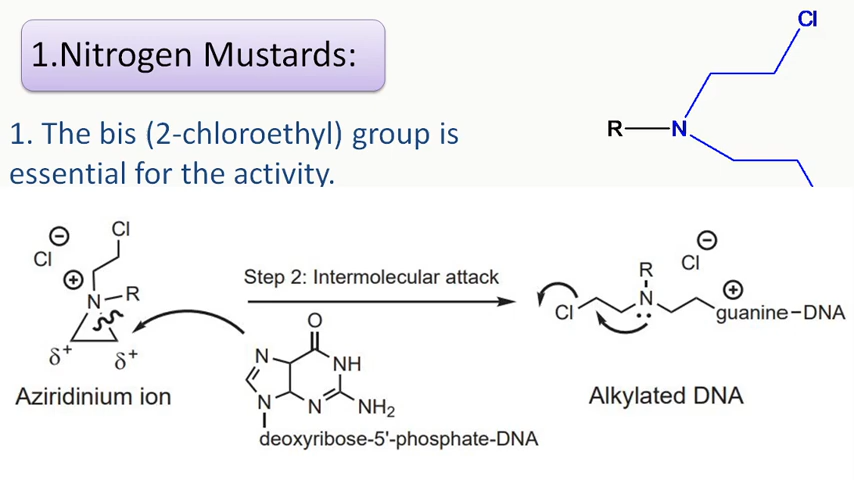 1.Nitrogen Mustards:
Cl
R N
1. The bis (2-chloroethyl) group is
essential for the activity.
Cl ⊖
Cl
⊕
N R
δ+ δ+
Aziridinium ion
Step 2: Intermolecular attack
O
N NH
N N NH2
deoxyribose-5'-phosphate-DNA
Cl ⊖
R
Cl N ⊕
guanine-DNA
Alkylated DNA